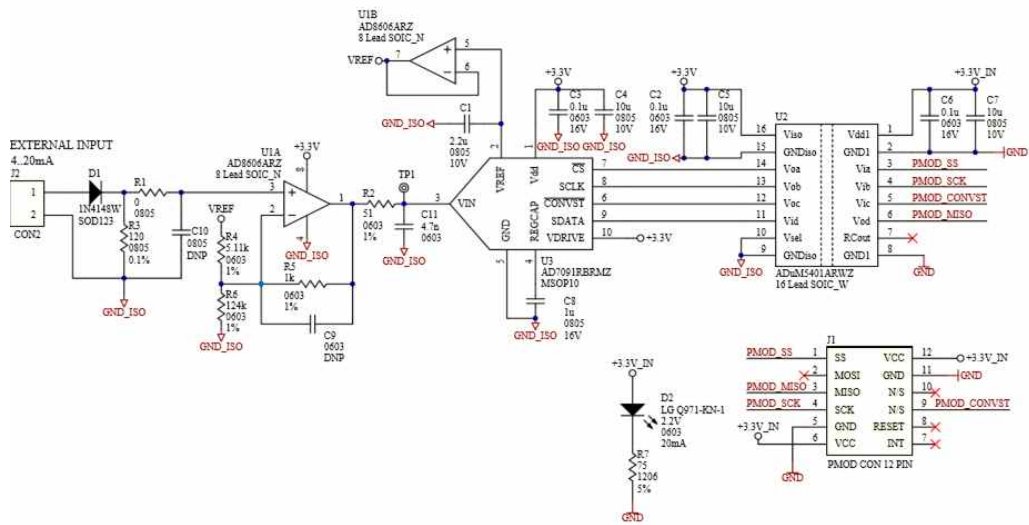 U1B
AD8606ARZ
8 Lead SOIC_N
VREF
7
5
6
+
-
C1
2.2u
0805
10V
GND_ISO
+3.3V
C3
0.1u
0603
16V
GND_ISO
C4
10u
0805
10V
GND_ISO
+3.3V
C2
0.1u
0603
16V
GND_ISO
C5
10u
0805
10V
+3.3V_IN
C6
0.1u
0603
16V
C7
10u
0805
10V
GND
EXTERNAL INPUT
4..20mA
J2
1
2
CON2
D1
1N4148W
SOD123
R1
0
0805
R3
120
0805
0.1%
GND_ISO
C10
0805
DNP
U1A
AD8606ARZ
8 Lead SOIC_N
+3.3V
3
2
8
4
1
+
-
GND_ISO
VREF
R4
5.11k
0603
1%
R6
124k
0603
1%
GND_ISO
R5
1k
0603
1%
C9
0603
DNP
R2
51
0603
1%
TP1
C11
4.7n
0603
GND_ISO
2
1
3
VIN
VREF
Vdd
CS
7
SCLK
8
CONVST
6
SDATA
9
VDRIVE
10
+3.3V
GND
REGCAP
5
4
U3
AD7091RBRMZ
MSOP10
C8
1u
0805
16V
GND_ISO
U2
16
Viso
Vdd1
1
15
GNDiso
GND1
2
14
Voa
Via
3
PMOD_SS
13
Vob
Vib
4
PMOD_SCK
12
Voc
Vic
5
PMOD_CONVST
11
Vid
Vod
6
PMOD_MISO
10
Vsel
RCout
7
9
GNDiso
GND1
8
GND_ISO
GND
ADuM5401ARWZ
16 Lead SOIC_W
+3.3V_IN
D2
LG Q971-KN-1
2.2V
0603
20mA
R7
75
1206
5%
GND
J1
PMOD_SS
1
SS
VCC
12
+3.3V_IN
2
MOSI
GND
11
GND
PMOD_MISO
3
MISO
N/S
10
PMOD_SCK
4
SCK
N/S
9
PMOD_CONVST
5
GND
RESET
8
+3.3V_IN
6
VCC
INT
7
GND
PMOD CON 12 PIN